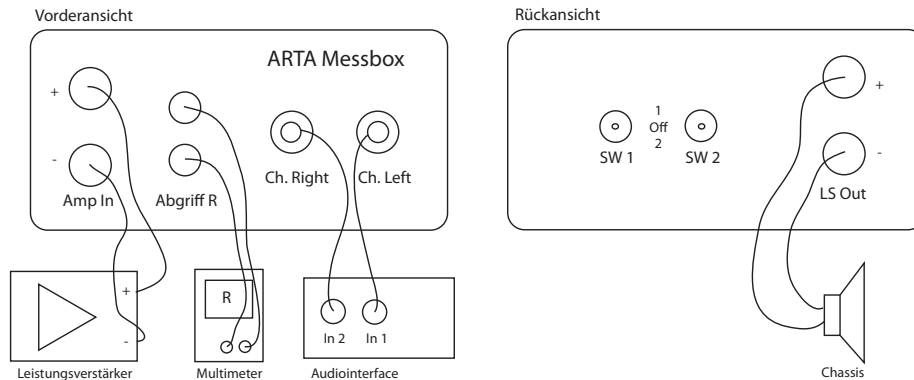 Vorderansicht
ARTA Messbox
+
-
Amp In
Abgriff R
Ch. Right
Ch. Left
+
-
R
In 2
In 1
Leistungsverstärker
Multimeter
Audiointerface
Rückansicht
1
Off
2
SW 1
SW 2
+
-
LS Out
Chassis